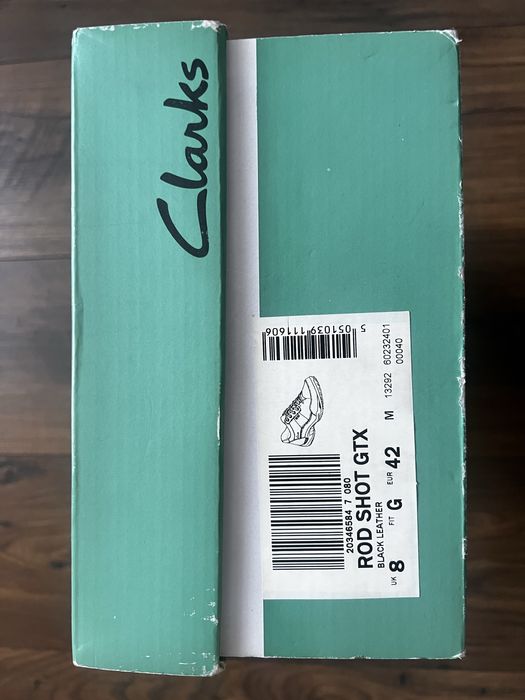 Clarks
5 051039 111606
20346584 7 080
ROD SHOT GTX
BLACK LEATHER
UK 8 FIT G EUR 42 M 13292 60232401
00040